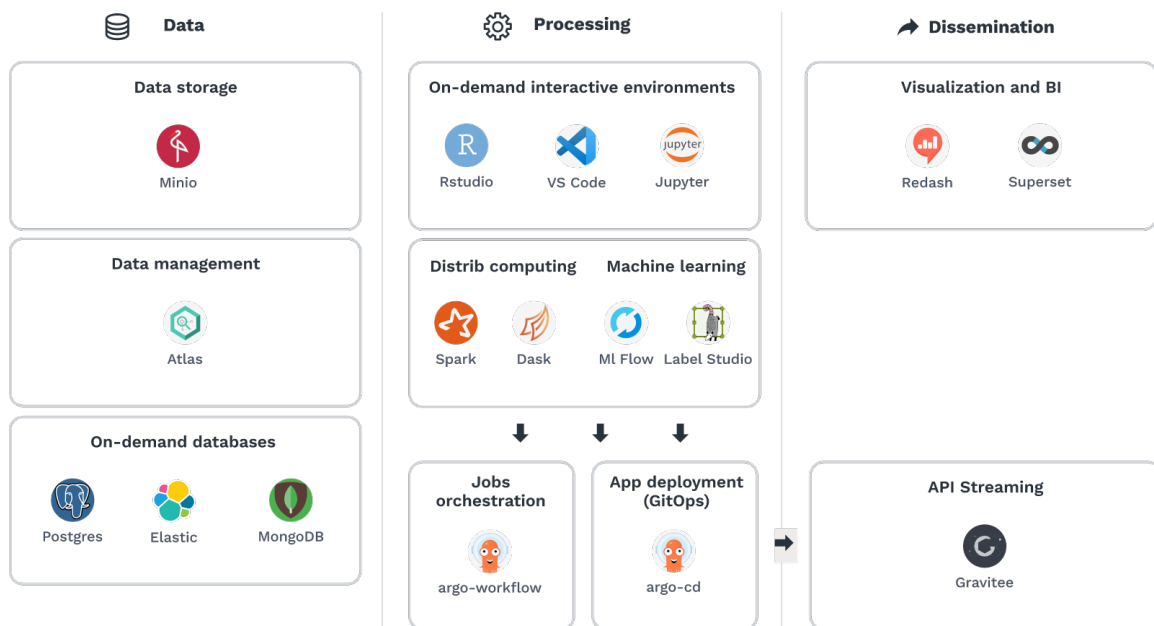 Data
Data storage
Minio
Data management
Atlas
On-demand databases
Postgres
Elastic
MongoDB
Processing
On-demand interactive environments
R
Rstudio
VS Code
jupyter
Jupyter
Distrib computing
Machine learning
Spark
Dask
Ml Flow
Label Studio
Jobs
orchestration
argo-workflow
App deployment
(GitOps)
argo-cd
Dissemination
Visualization and BI
Redash
Superset
API Streaming
Gravitee